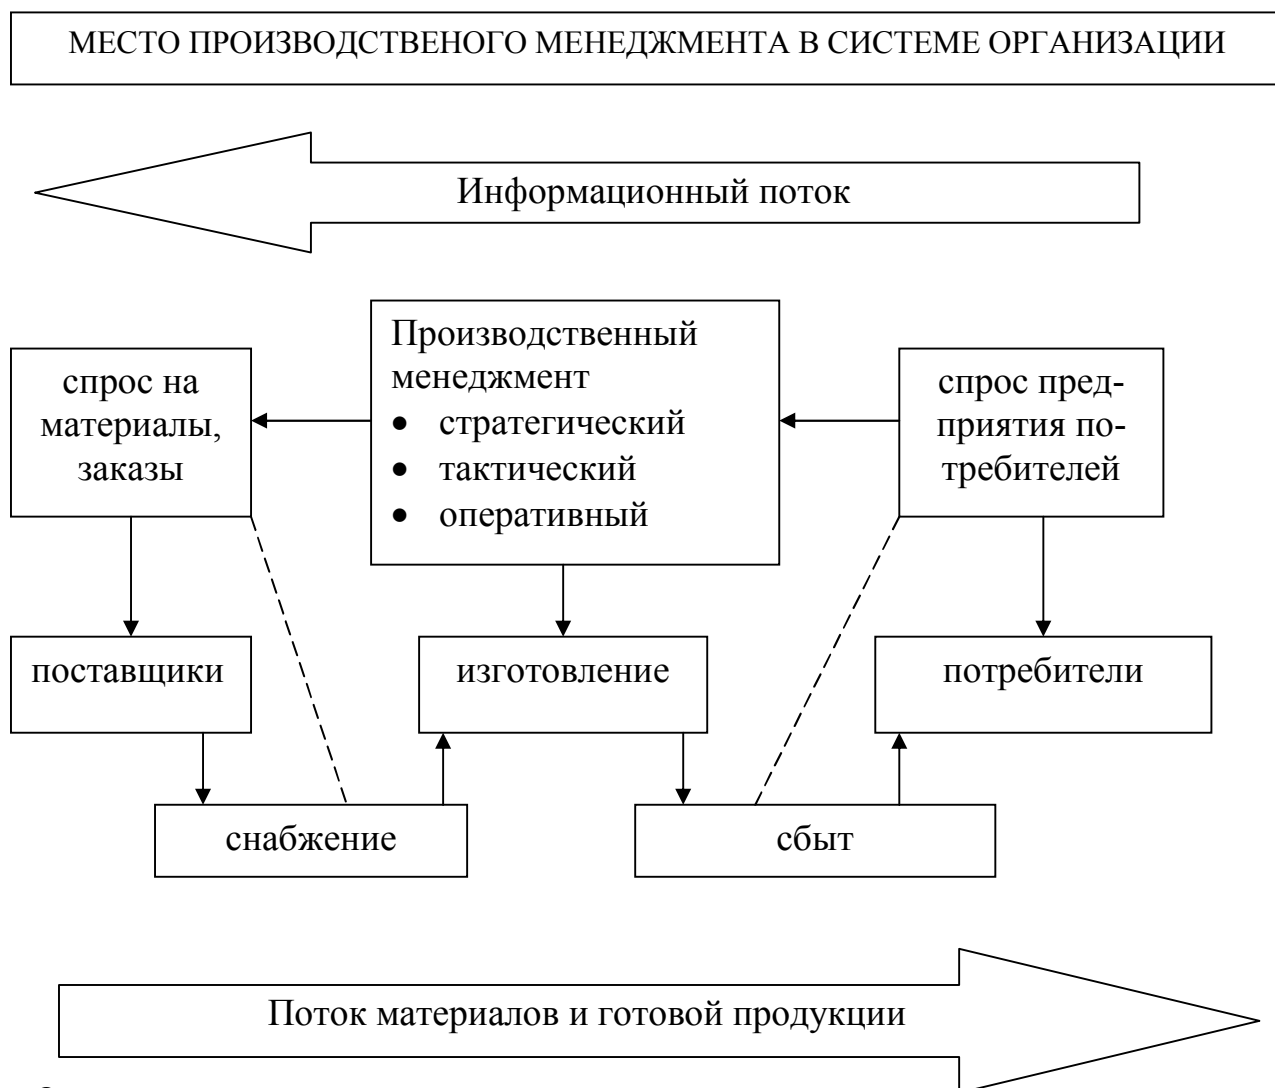 МЕСТО ПРОИЗВОДСТВЕНОГО МЕНЕДЖМЕНТА В СИСТЕМЕ ОРГАНИЗАЦИИ
Информационный поток
спрос на
материалы,
заказы
Производственный
менеджмент
• стратегический
• тактический
• оперативный
спрос пред-
приятия по-
требителей
поставщики
изготовление
потребители
снабжение
сбыт
Поток материалов и готовой продукции